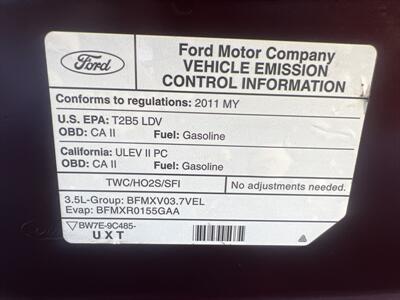 Ford
Ford Motor Company
VEHICLE EMISSION
CONTROL INFORMATION
Conforms to regulations: 2011 MY
U.S. EPA: T2B5 LDV
OBD: CA II Fuel: Gasoline
California: ULEV II PC
OBD: CA II Fuel: Gasoline
TWC/HO2S/SFI No adjustments needed.
3.5L-Group: BFMXV03.7VEL
Evap: BFMXR0155GAA
BW7E-9C485-
UXT